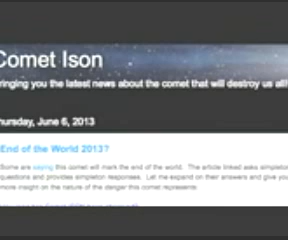 Comet Ison
ringing you the latest news about the comet that will destroy us all!
hursday, June 6, 2013
End of the World 2013?
Some are saying this comet will mark the end of the world. The article linked asks simpleton
questions and provides simpleton responses. Let me expand on their answers and give you
more insight on the nature of the danger this comet represents